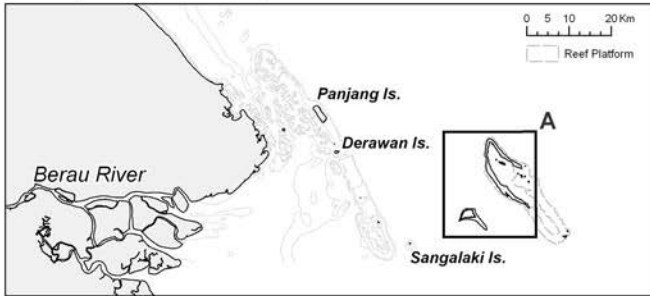 0 5 10 20 Km
Reef Platform
Panjang Is.
A
Derawan Is.
Berau River
Sangalaki Is.